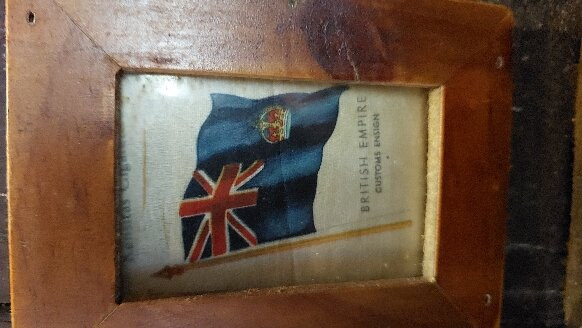 BRITISH EMPIRE
CUSTOMS ENSIGN